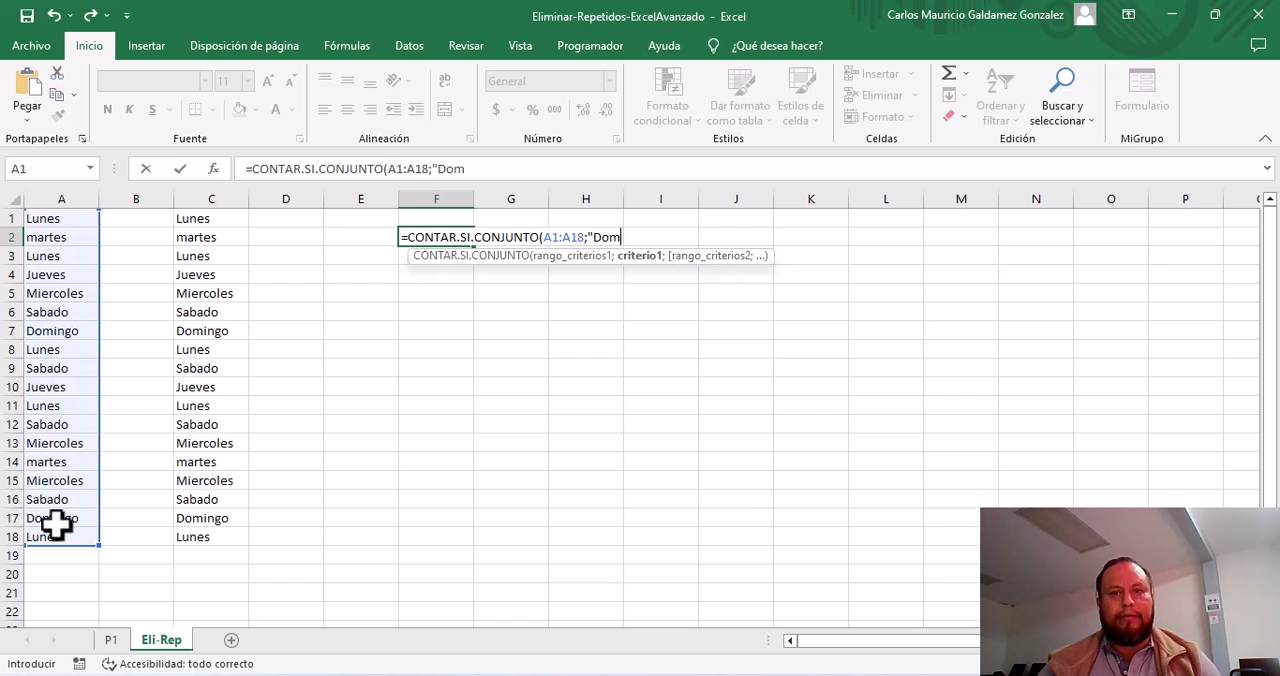 Eliminar-Repetidos-ExcelAvanzado - Excel
Carlos Mauricio Galdamez Gonzalez
Archivo Inicio Insertar Disposición de página Fórmulas Datos Revisar Vista Programador Ayuda ¿Qué desea hacer?
Pegar
N K S
11
A A
ab
General
$ % 000
Formato condicional
Dar formato como tabla
Estilos de celda
Insertar
Eliminar
Formato
Ordenar y filtrar
Buscar y seleccionar
Formulario
Portapapeles Fuente Alineación Número Estilos Celdas Edición MiGrupo
A1 fx =CONTAR.SI.CONJUNTO(A1:A18;"Dom
A B C D E F G H I J K L M N O P
1 Lunes Lunes
2 martes martes =CONTAR.SI.CONJUNTO(A1:A18;"Dom
3 Lunes Lunes CONTAR.SI.CONJUNTO(rango_criterios1; criterio1; [rango_criterios2; ...)
4 Jueves Jueves
5 Miercoles Miercoles
6 Sabado Sabado
7 Domingo Domingo
8 Lunes Lunes
9 Sabado Sabado
10 Jueves Jueves
11 Lunes Lunes
12 Sabado Sabado
13 Miercoles Miercoles
14 martes martes
15 Miercoles Miercoles
16 Sabado Sabado
17 Domingo Domingo
18 Lunes Lunes
19
20
21
22
P1 Eli-Rep
Introducir Accesibilidad: todo correcto